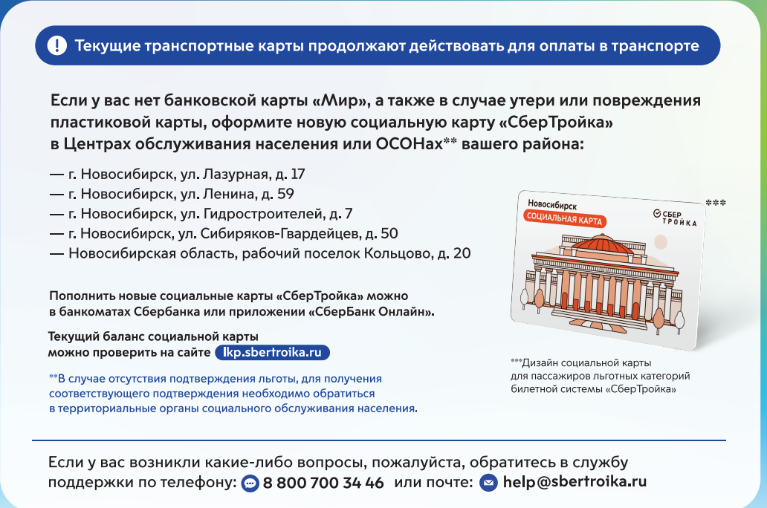 Текущие транспортные карты продолжают действовать для оплаты в транспорте
Если у вас нет банковской карты «Мир», а также в случае утери или повреждения
пластиковой карты, оформите новую социальную карту «СберТройка»
в Центрах обслуживания населения или ОСОНах** вашего района:
— г. Новосибирск, ул. Лазурная, д. 17
— г. Новосибирск, ул. Ленина, д. 59
— г. Новосибирск, ул. Гидростроителей, д. 7
— г. Новосибирск, ул. Сибиряков-Гвардейцев, д. 50
— Новосибирская область, рабочий поселок Кольцово, д. 20
Новосибирск
СОЦИАЛЬНАЯ КАРТА
СБЕР
ТРОЙКА
***
Пополнить новые социальные карты «СберТройка» можно
в банкоматах Сбербанка или приложении «СберБанк Онлайн».
Текущий баланс социальной карты
можно проверить на сайте lkp.sbertroika.ru
**В случае отсутствия подтверждения льготы, для получения
соответствующего подтверждения необходимо обратиться
в территориальные органы социального обслуживания населения.
***Дизайн социальной карты
для пассажиров льготных категорий
билетной системы «СберТройка»
Если у вас возникли какие-либо вопросы, пожалуйста, обратитесь в службу
поддержки по телефону: 8 800 700 34 46 или почте: help@sbertroika.ru